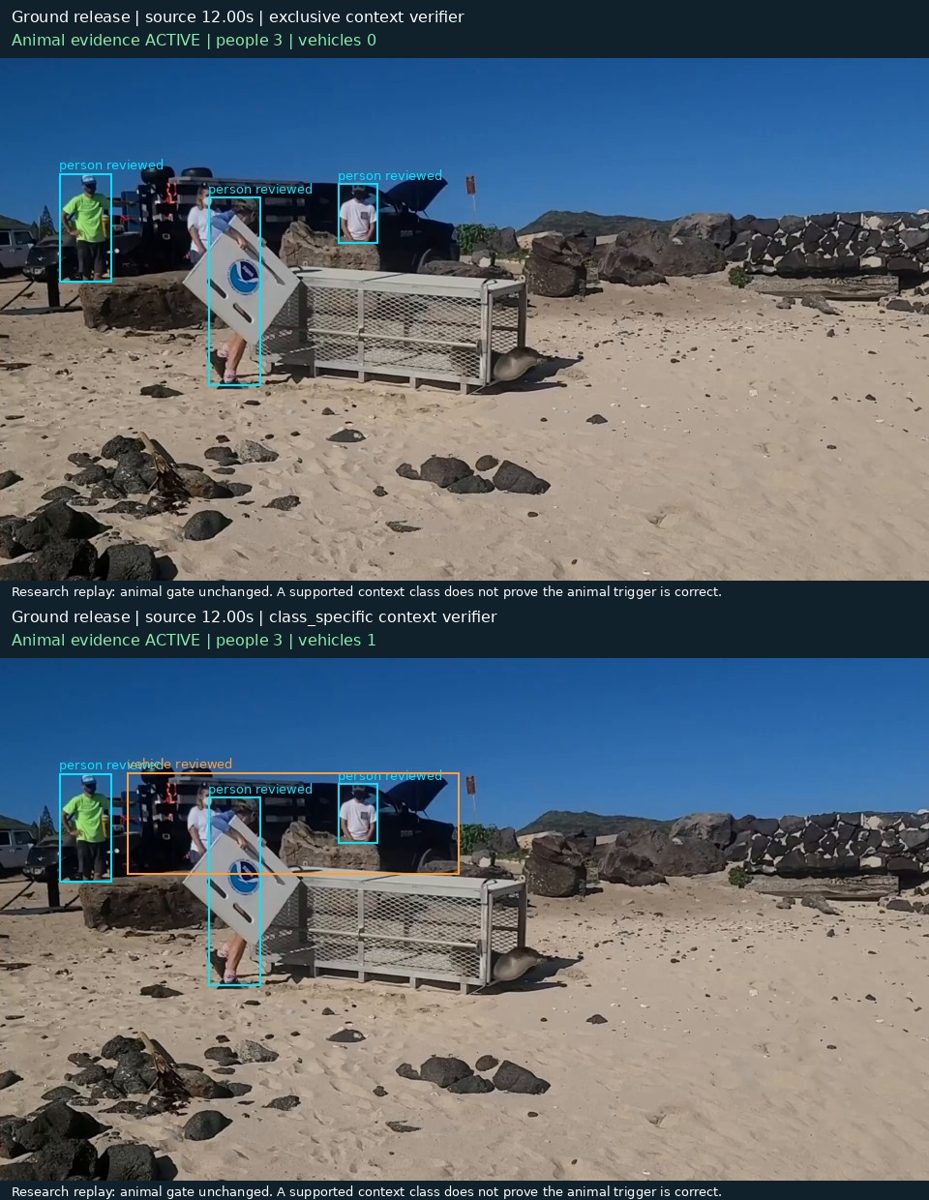 Ground release | source 12.00s | exclusive context verifier
Animal evidence ACTIVE | people 3 | vehicles 0
person reviewed
person reviewed
person reviewed
Research replay: animal gate unchanged. A supported context class does not prove the animal trigger is correct.
Ground release | source 12.00s | class_specific context verifier
Animal evidence ACTIVE | people 3 | vehicles 1
person reviewed
vehicle reviewed
person reviewed
person reviewed
Research replay: animal gate unchanged. A supported context class does not prove the animal trigger is correct.